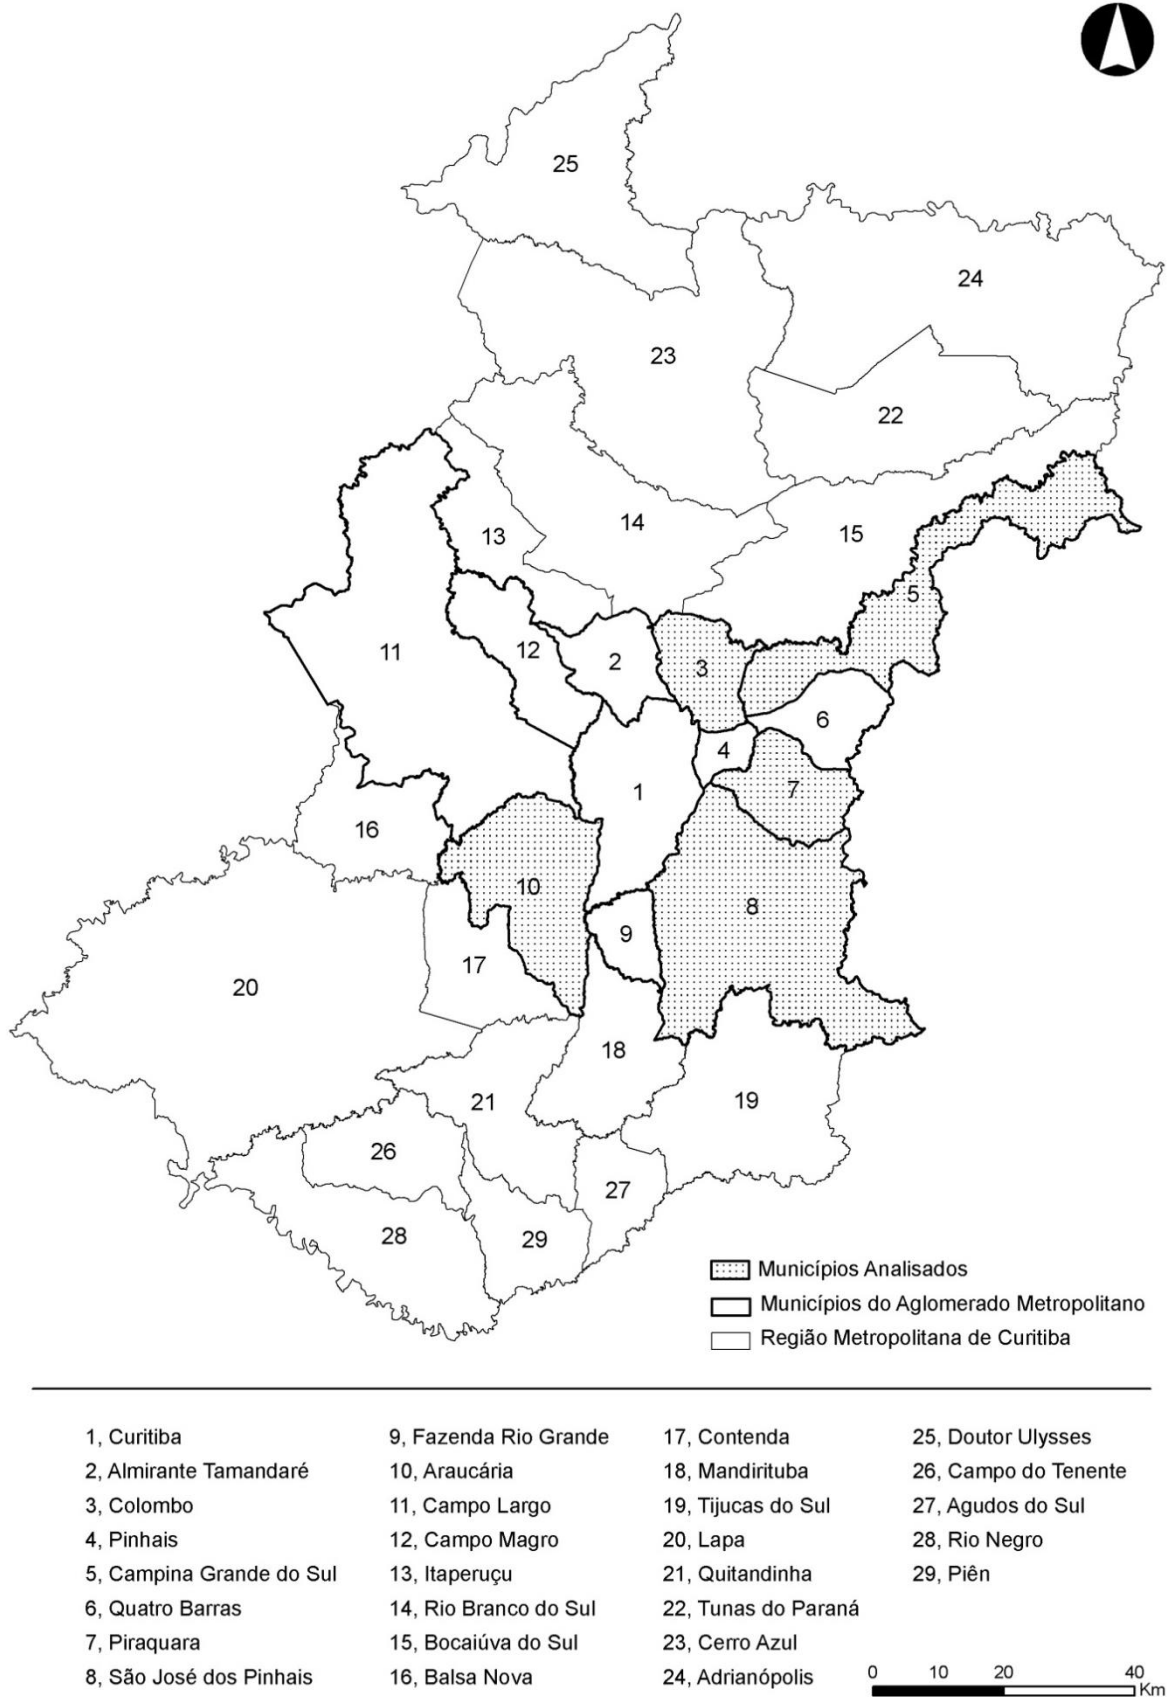 25
24
23
22
14
13
15
5
11
12
2
3
6
4
1
7
16
10
8
9
17
20
18
21
19
26
27
28
29
Municípios Analisados
Municípios do Aglomerado Metropolitano
Região Metropolitana de Curitiba
1, Curitiba
2, Almirante Tamandaré
3, Colombo
4, Pinhais
5, Campina Grande do Sul
6, Quatro Barras
7, Piraquara
8, São José dos Pinhais
9, Fazenda Rio Grande
10, Araucária
11, Campo Largo
12, Campo Magro
13, Itaperuçu
14, Rio Branco do Sul
15, Bocaiúva do Sul
16, Balsa Nova
17, Contenda
18, Mandirituba
19, Tijucas do Sul
20, Lapa
21, Quitandinha
22, Tunas do Paraná
23, Cerro Azul
24, Adrianópolis
25, Doutor Ulysses
26, Campo do Tenente
27, Agudos do Sul
28, Rio Negro
29, Piên
0 10 20 40
Km